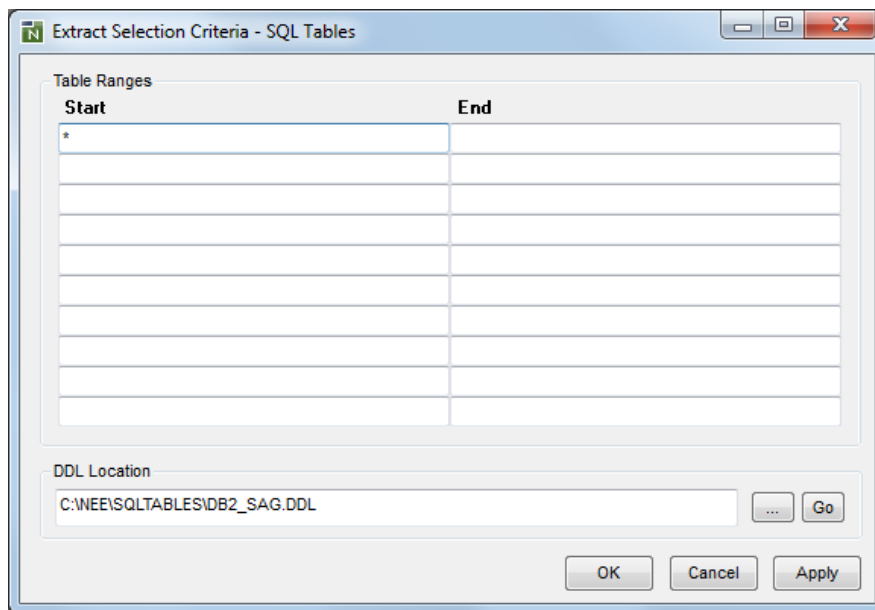 Extract Selection Criteria - SQL Tables
Table Ranges
Start End
*
DDL Location
C:\NEE\SQLTABLES\DB2_SAG.DDL
... Go
OK Cancel Apply